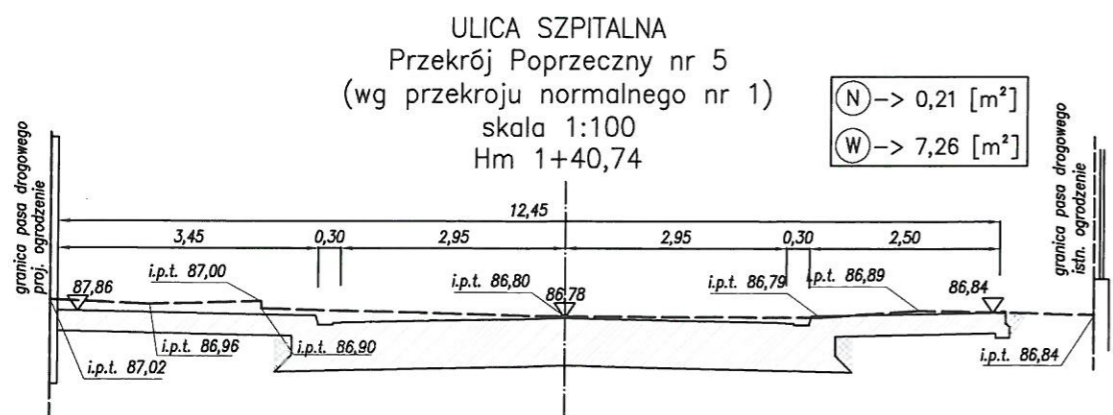 ULICA SZPITALNA
Przekrój Poprzeczny nr 5
(wg przekroju normalnego nr 1)
skala 1:100
Hm 1+40,74
N -> 0,21 [m²]
W -> 7,26 [m²]
granica pasa drogowego
proj. ogrodzenie
granica pasa drogowego
istn. ogrodzenie
12,45
3,45
0,30
2,95
2,95
0,30
2,50
87,86
i.p.t. 87,00
i.p.t. 86,80
86,78
i.p.t. 86,79
i.p.t. 86,89
86,84
i.p.t. 86,96
i.p.t. 86,90
i.p.t. 87,02
i.p.t. 86,84